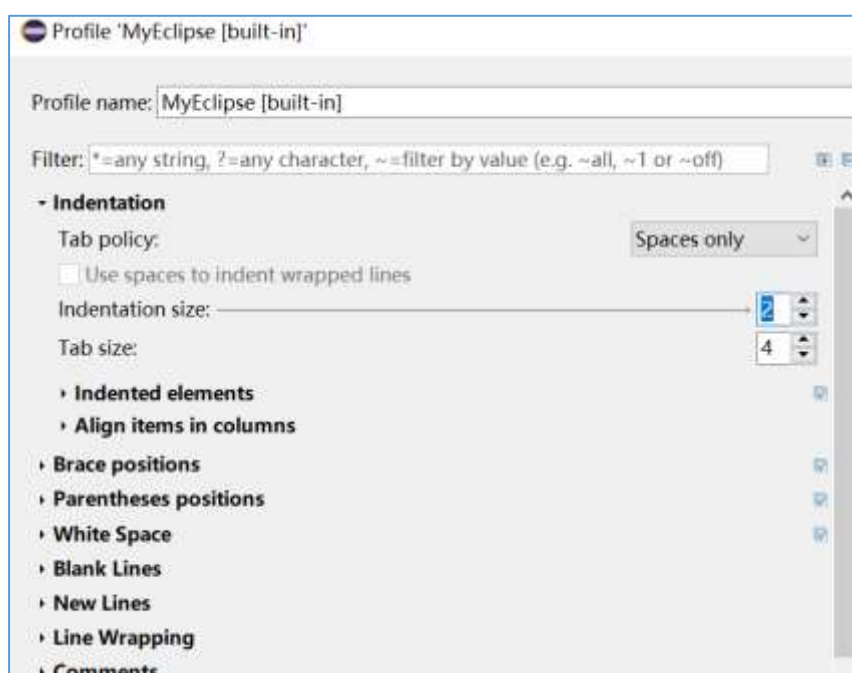 Profile 'MyEclipse [built-in]'
Profile name: MyEclipse [built-in]
Filter: *=any string, ?=any character, ~=filter by value (e.g. ~all, ~1 or ~off)
Indentation
Tab policy: Spaces only
Use spaces to indent wrapped lines
Indentation size: 2
Tab size: 4
Indented elements
Align items in columns
Brace positions
Parentheses positions
White Space
Blank Lines
New Lines
Line Wrapping
Comments